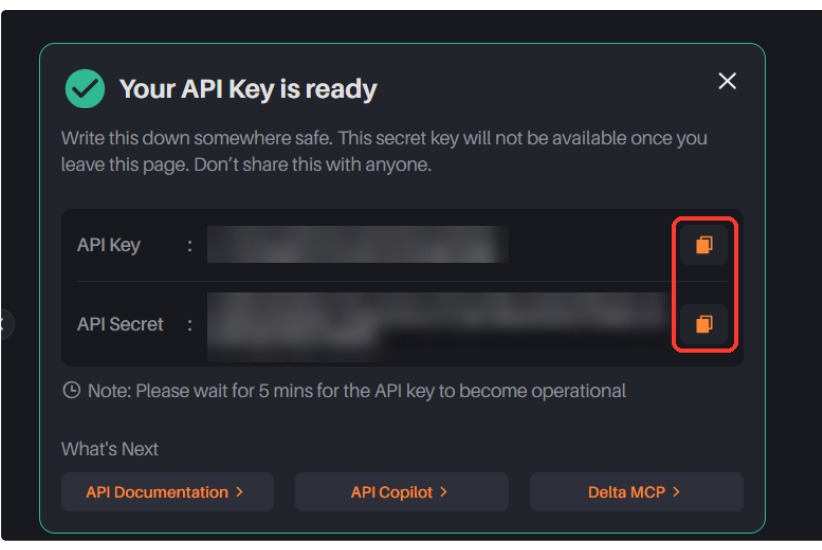 Your API Key is ready
Write this down somewhere safe. This secret key will not be available once you
leave this page. Don't share this with anyone.
API Key :
API Secret :
Note: Please wait for 5 mins for the API key to become operational
What's Next
API Documentation >
API Copilot >
Delta MCP >